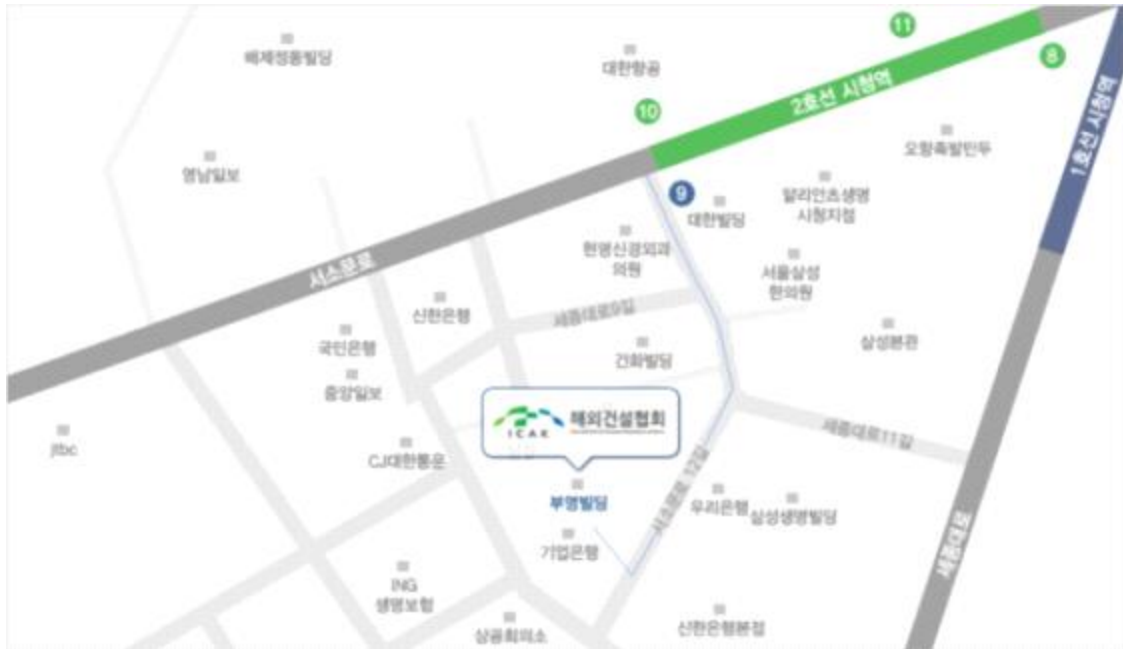 11
8
배재정동빌딩
대한항공
2호선 시청역
1호선 시청역
10
오향족발만두
영남일보
9
알리안츠생명
시청지점
대한빌딩
현명신경외과
의원
서울삼성
한의원
서소문로
신한은행
세종대로9길
국민은행
건화빌딩
삼성본관
중앙일보
ICAK
해외건설협회
세종대로11길
jtbc
CJ대한통운
서소문로 12길
부영빌딩
우리은행
삼성생명빌딩
기업은행
세종대로
ING
생명보험
상공회의소
신한은행본점